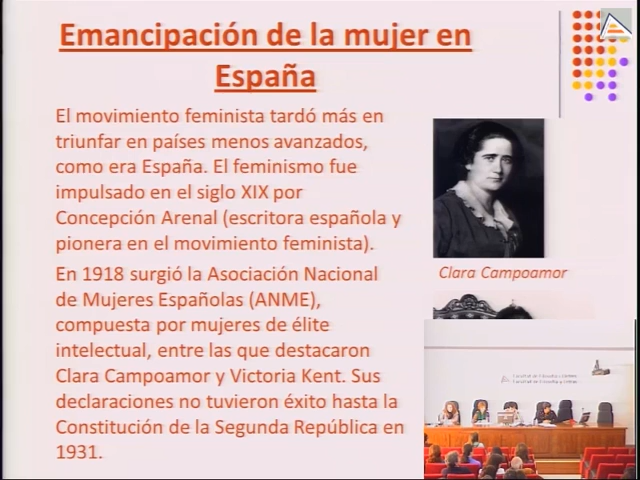 Emancipación de la mujer en
España
El movimiento feminista tardó más en
triunfar en países menos avanzados,
como era España. El feminismo fue
impulsado en el siglo XIX por
Concepción Arenal (escritora española y
pionera en el movimiento feminista).
En 1918 surgió la Asociación Nacional
de Mujeres Españolas (ANME),
compuesta por mujeres de élite
intelectual, entre las que destacaron
Clara Campoamor y Victoria Kent. Sus
declaraciones no tuvieron éxito hasta la
Constitución de la Segunda República en
1931.
Clara Campoamor